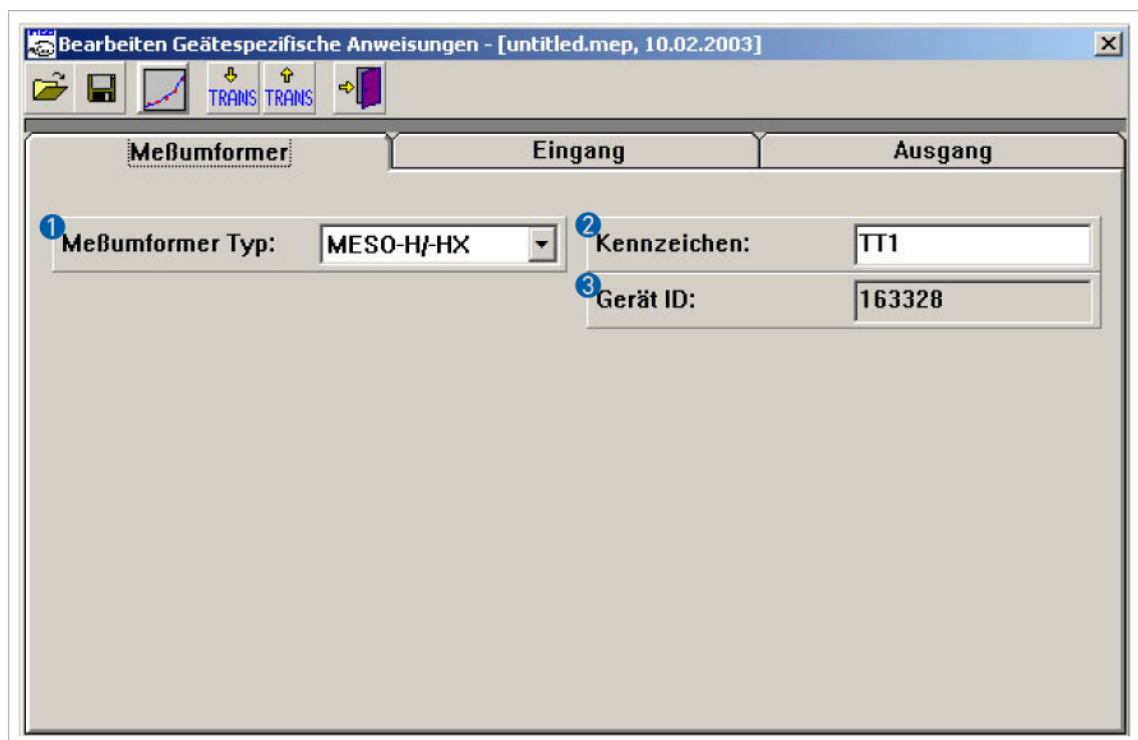 Bearbeiten Geätespezifische Anweisungen - [untitled.mep, 10.02.2003]
TRANS TRANS
Meßumformer Eingang Ausgang
1 Meßumformer Typ: MESO-H/-HX 2 Kennzeichen: TT1
3 Gerät ID: 163328